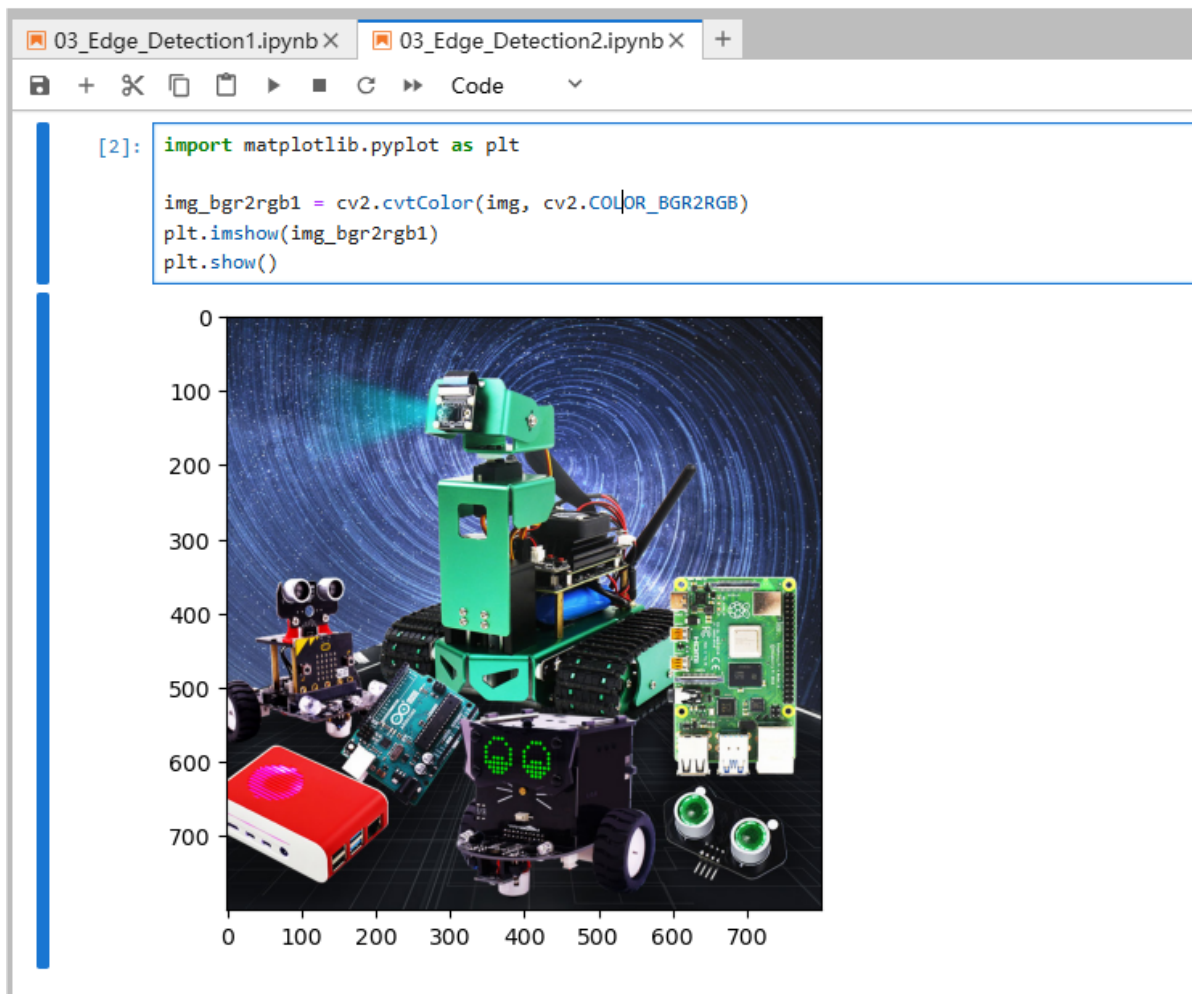 03_Edge_Detection1.ipynb
03_Edge_Detection2.ipynb
Code
[2]:
import matplotlib.pyplot as plt
img_bgr2rgb1 = cv2.cvtColor(img, cv2.COLOR_BGR2RGB)
plt.imshow(img_bgr2rgb1)
plt.show()
0
100
200
300
400
500
600
700
HDMI
0 100 200 300 400 500 600 700